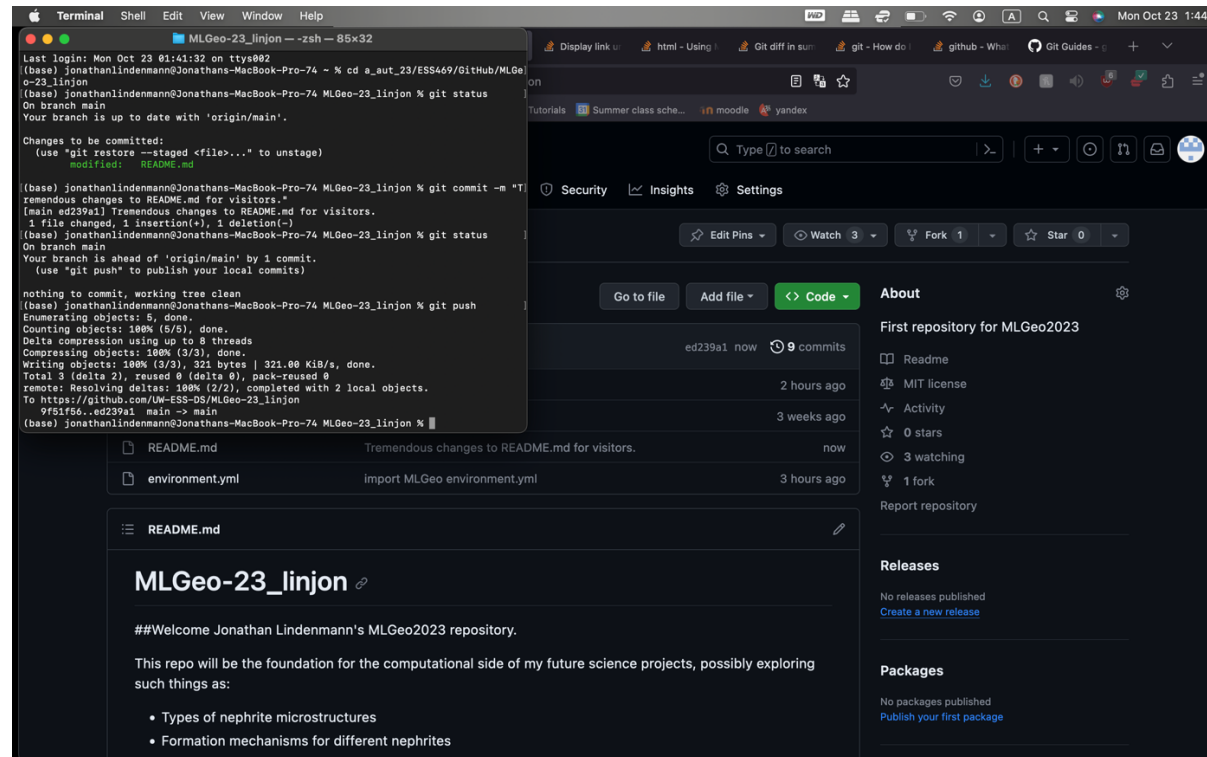 Terminal Shell Edit View Window Help
WD
A
Mon Oct 23 1:44
MLGeo-23_linjon — -zsh — 85×32
Last login: Mon Oct 23 01:41:32 on ttys002
[(base) jonathanlindenmann@Jonathans-MacBook-Pro-74 ~ % cd a_aut_23/ESS469/GitHub/MLGe]
o-23_linjon
[(base) jonathanlindenmann@Jonathans-MacBook-Pro-74 MLGeo-23_linjon % git status ]
On branch main
Your branch is up to date with 'origin/main'.
Changes to be committed:
(use "git restore --staged <file>..." to unstage)
modified: README.md
[(base) jonathanlindenmann@Jonathans-MacBook-Pro-74 MLGeo-23_linjon % git commit -m "T]
remendous changes to README.md for visitors."
[main ed239a1] Tremendous changes to README.md for visitors.
1 file changed, 1 insertion(+), 1 deletion(-)
[(base) jonathanlindenmann@Jonathans-MacBook-Pro-74 MLGeo-23_linjon % git status ]
On branch main
Your branch is ahead of 'origin/main' by 1 commit.
(use "git push" to publish your local commits)
nothing to commit, working tree clean
[(base) jonathanlindenmann@Jonathans-MacBook-Pro-74 MLGeo-23_linjon % git push ]
Enumerating objects: 5, done.
Counting objects: 100% (5/5), done.
Delta compression using up to 8 threads
Compressing objects: 100% (3/3), done.
Writing objects: 100% (3/3), 321 bytes | 321.00 KiB/s, done.
Total 3 (delta 2), reused 0 (delta 0), pack-reused 0
remote: Resolving deltas: 100% (2/2), completed with 2 local objects.
To https://github.com/UW-ESS-DS/MLGeo-23_linjon
9f51f56..ed239a1 main -> main
(base) jonathanlindenmann@Jonathans-MacBook-Pro-74 MLGeo-23_linjon %
Display link u
html - Using
Git diff in sum
git - How do
github - What
Git Guides - g
on
Tutorials
Summer class sche...
moodle
yandex
Type / to search
Security
Insights
Settings
Edit Pins
Watch 3
Fork 1
Star 0
Go to file
Add file
<> Code
ed239a1 now 9 commits
2 hours ago
3 weeks ago
README.md Tremendous changes to README.md for visitors. now
environment.yml import MLGeo environment.yml 3 hours ago
README.md
MLGeo-23_linjon
##Welcome Jonathan Lindenmann's MLGeo2023 repository.
This repo will be the foundation for the computational side of my future science projects, possibly exploring
such things as:
• Types of nephrite microstructures
• Formation mechanisms for different nephrites
About
First repository for MLGeo2023
Readme
MIT license
Activity
0 stars
3 watching
1 fork
Report repository
Releases
No releases published
Create a new release
Packages
No packages published
Publish your first package